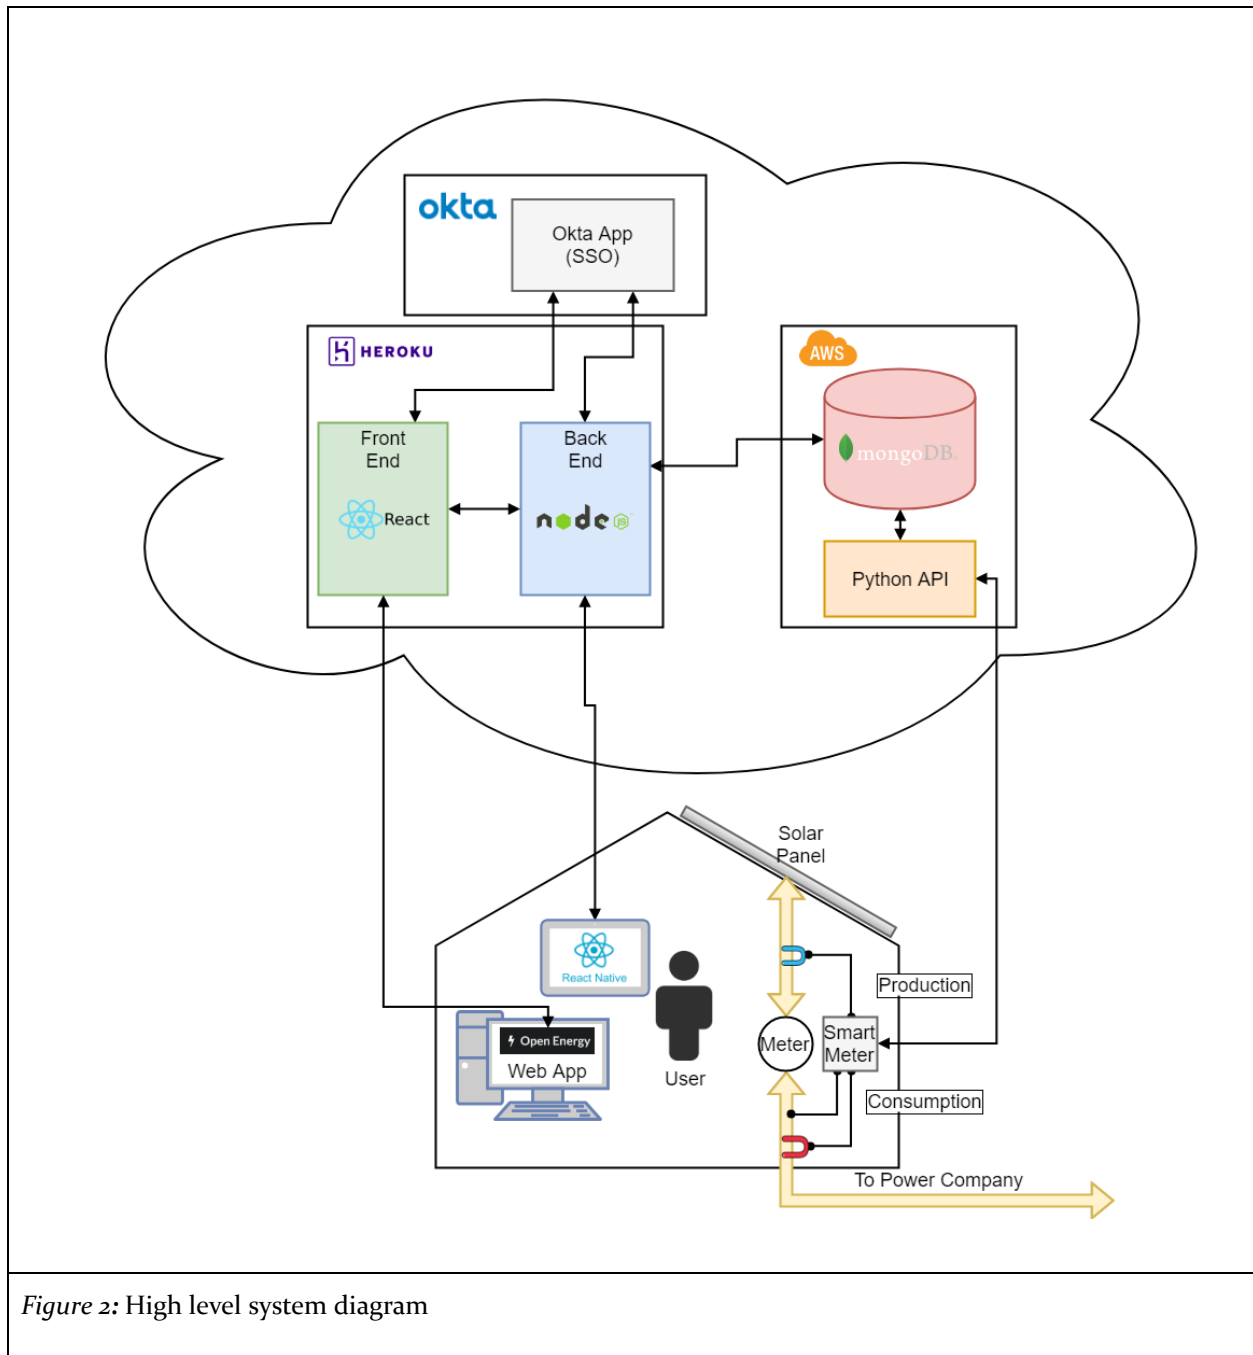 okta
Okta App
(SSO)
HEROKU
AWS
Front
End
React
Back
End
node
JS
mongoDB
Python API
Solar
Panel
React Native
Production
Open Energy
Web App
User
Meter
Smart
Meter
Consumption
To Power Company
Figure 2: High level system diagram